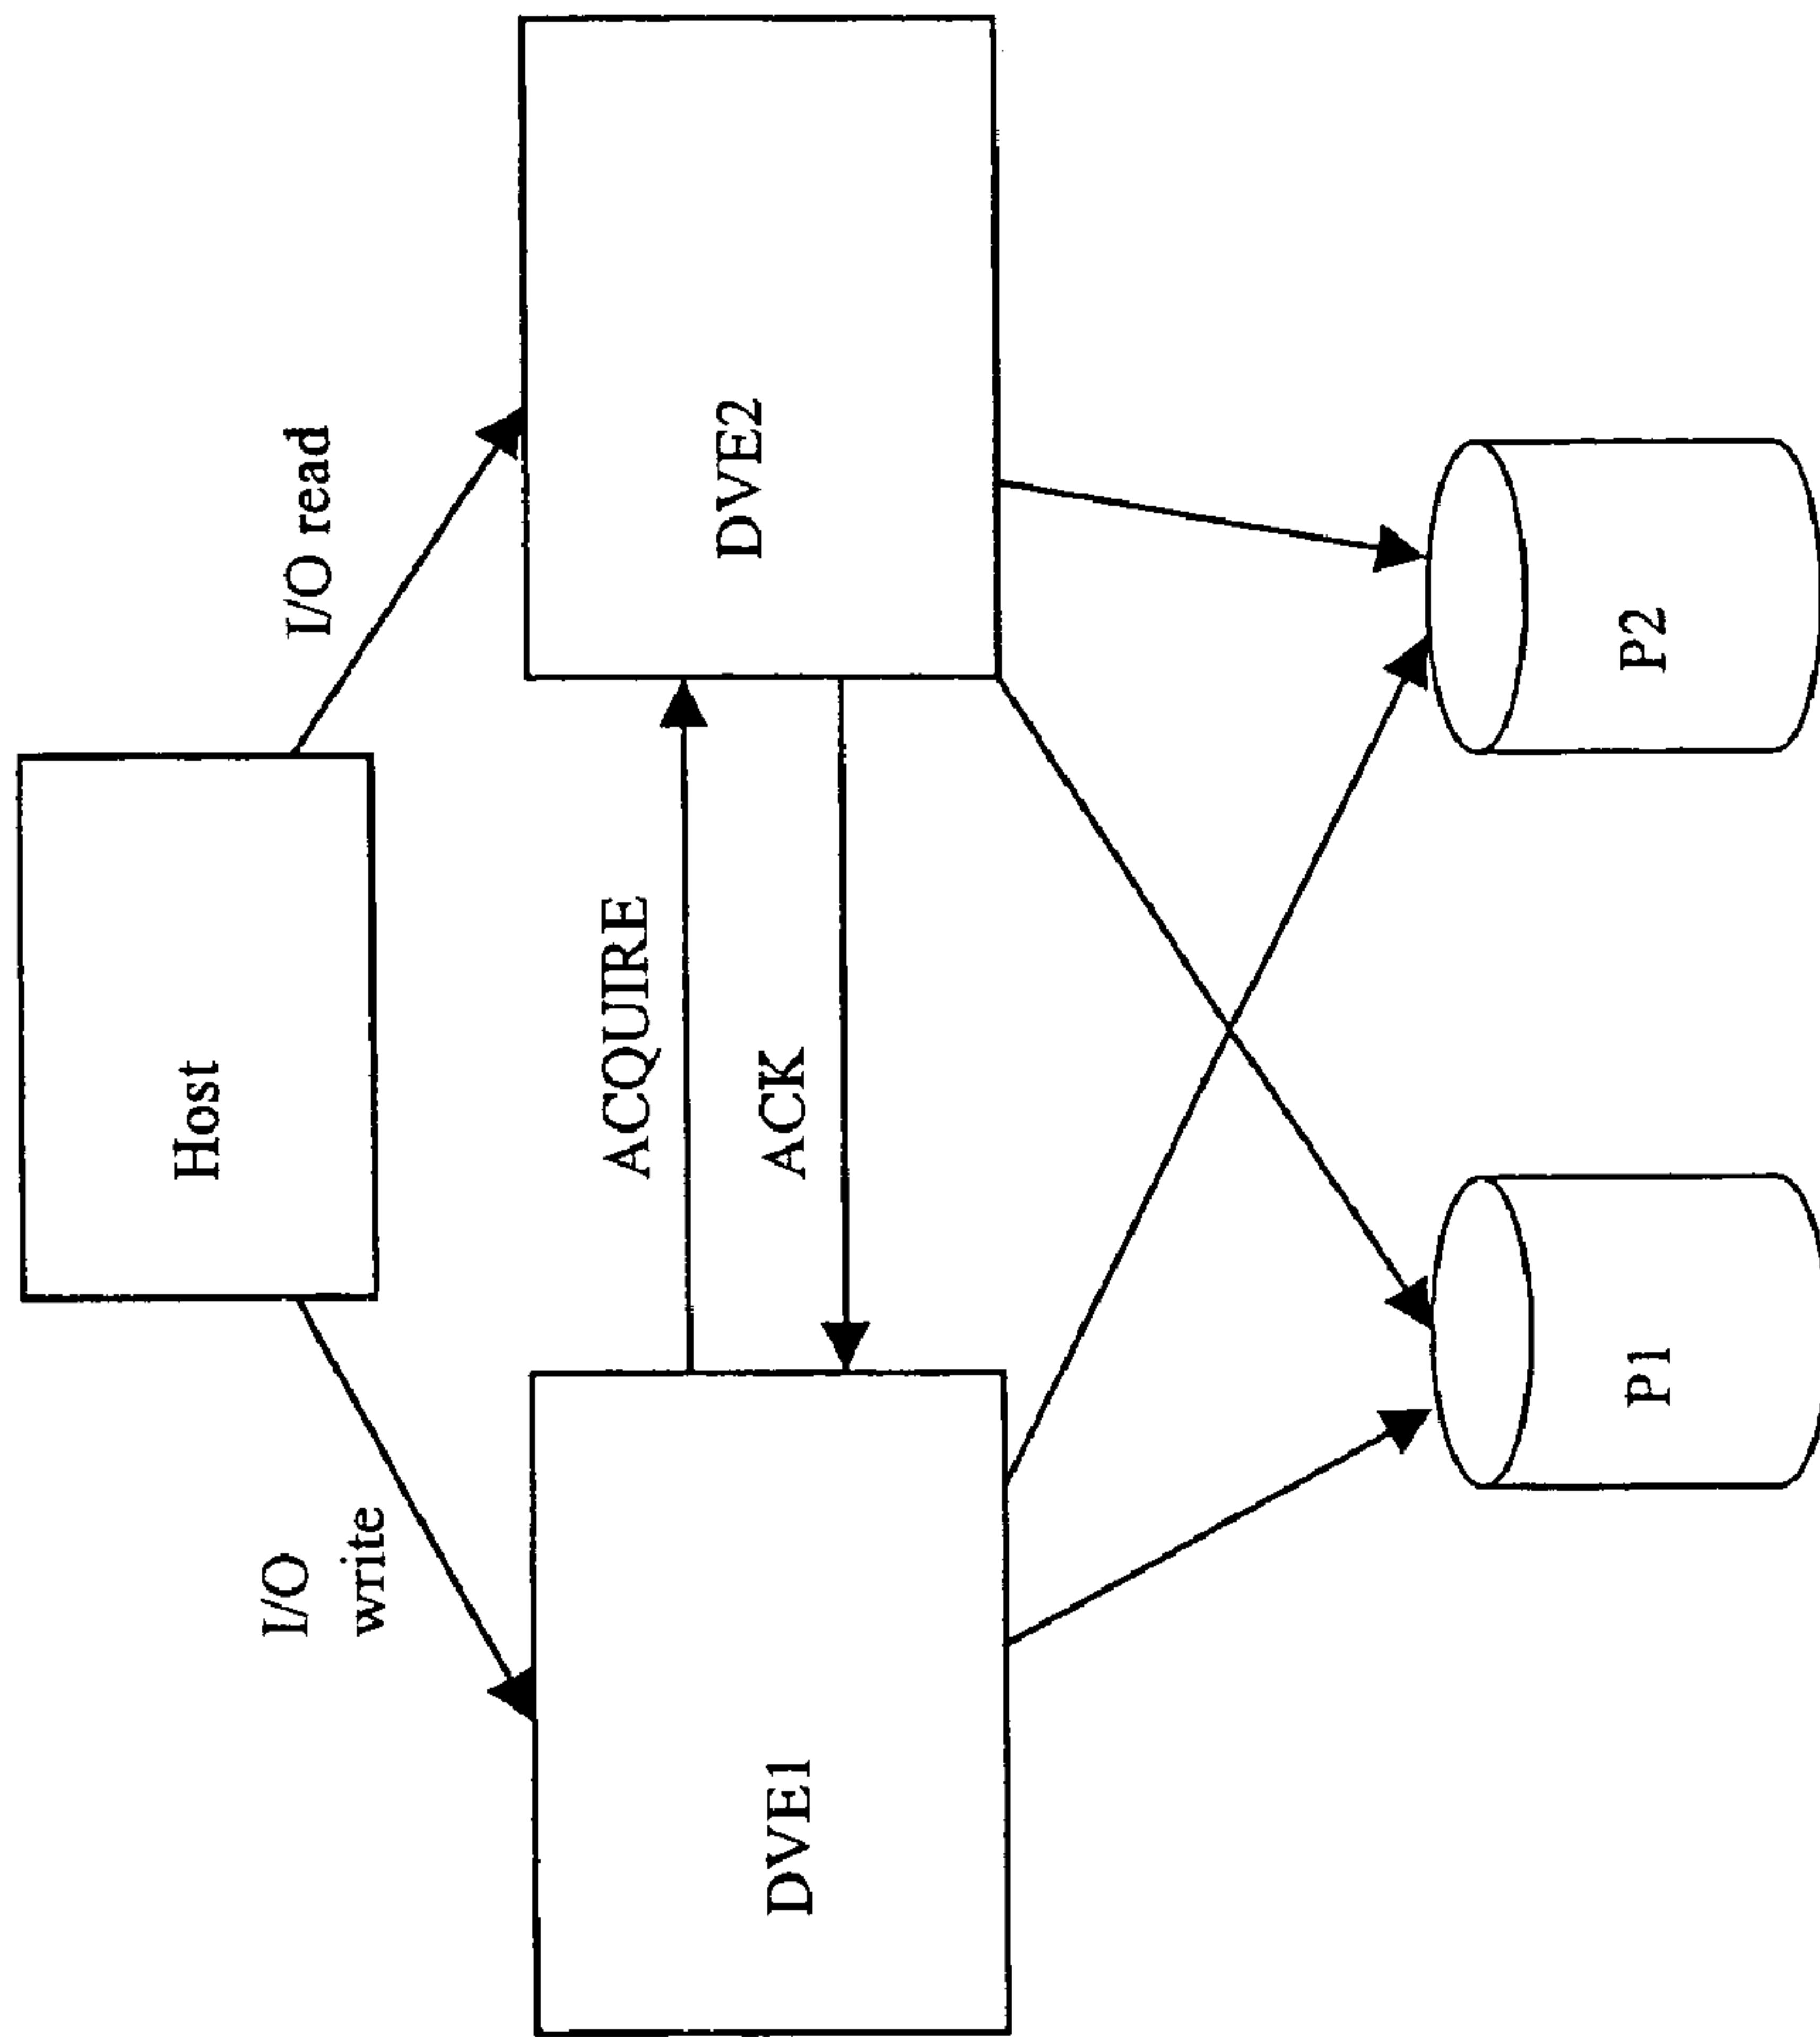 Host
I/O
write
I/O read
ACQUIRE
ACK
DVE1
DVE2
P1
P2